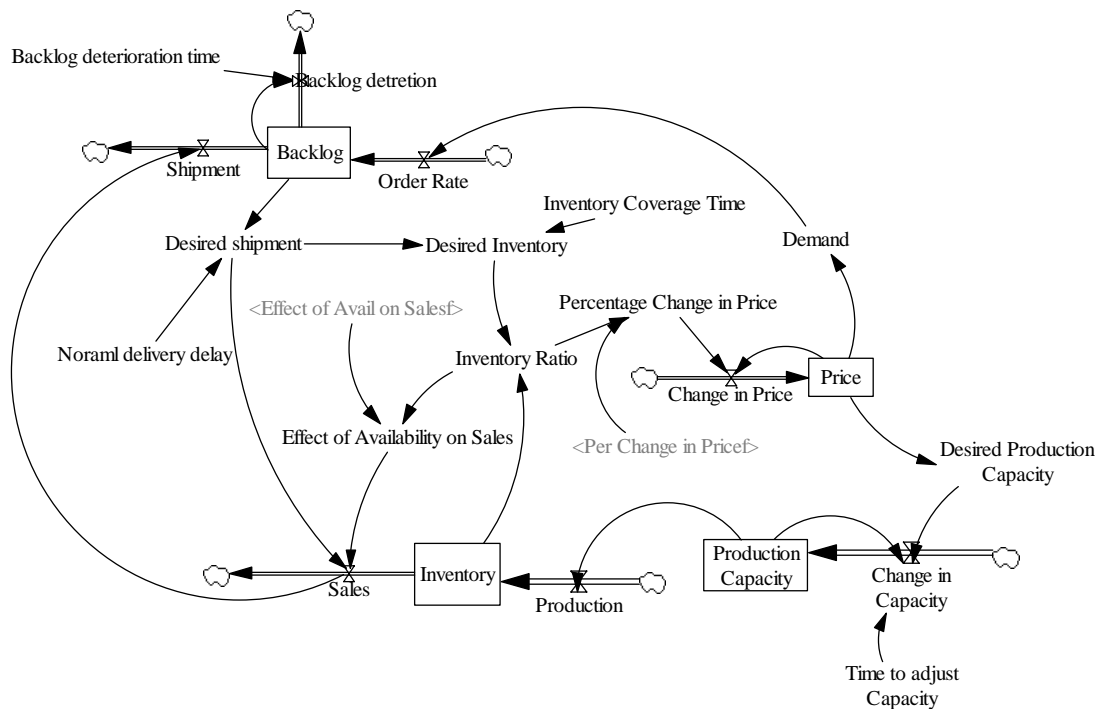 Backlog deterioration time
Backlog detretion
Backlog
Shipment
Order Rate
Inventory Coverage Time
Desired shipment
Desired Inventory
Demand
<Effect of Avail on Salesf>
Percentage Change in Price
Noraml delivery delay
Inventory Ratio
Price
Change in Price
Effect of Availability on Sales
<Per Change in Pricef>
Desired Production
Capacity
Inventory
Production
Capacity
Sales
Production
Change in
Capacity
Time to adjust
Capacity